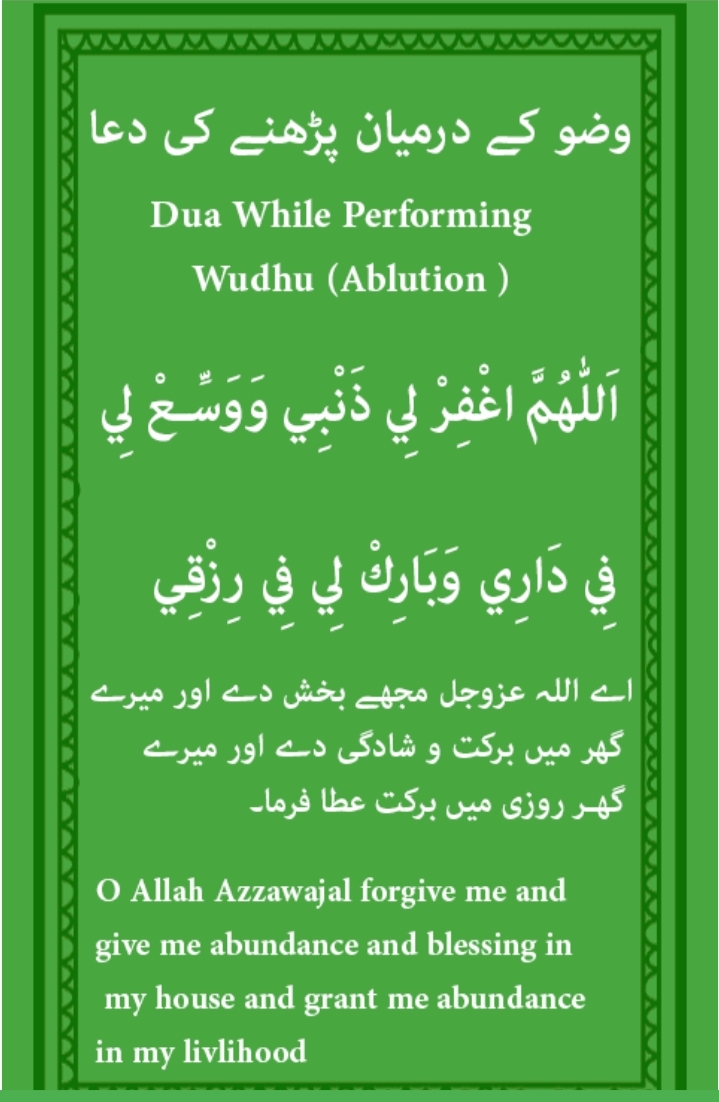 وضو کے درمیان پڑھنے کی دعا
Dua While Performing
Wudhu (Ablution )
اَللّٰهُمَّ اغْفِرْ لِي ذَنْبِي وَوَسِّعْ لِي
فِي دَارِي وَبَارِكْ لِي فِي رِزْقِي
اے اللہ عزوجل مجھے بخش دے اور میرے
گھر میں برکت و شادگی دے اور میرے
گھر روزی میں برکت عطا فرما۔
O Allah Azzawajal forgive me and
give me abundance and blessing in
my house and grant me abundance
in my livlihood